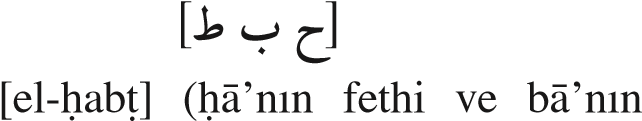 [ح ب ط]
[el-ḥabṭ] (ḥā’nın fethi ve bā’nın